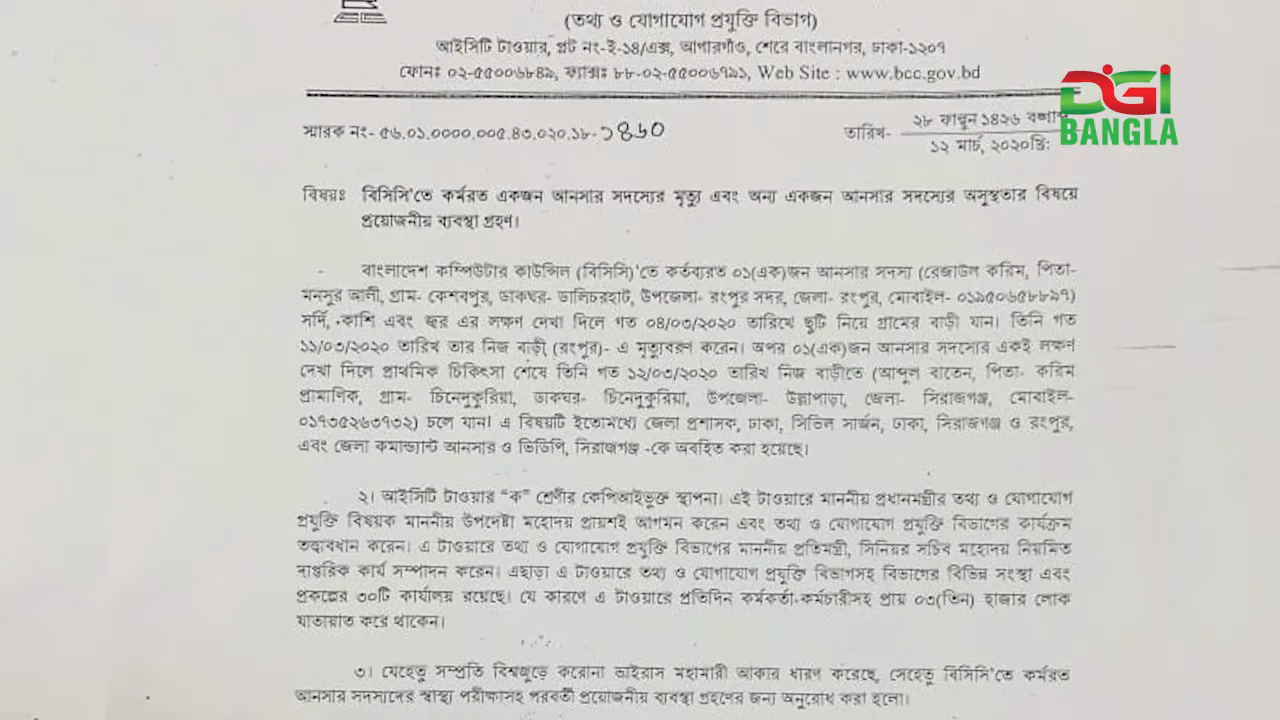 (তথ্য ও যোগাযোগ প্রযুক্তি বিভাগ)
আইসিটি টাওয়ার, প্লট নং-ই-১৪/এক্স, আগারগাঁও, শেরে বাংলানগর, ঢাকা-১২০৭
ফোনঃ ০২-৫৫০০৬৮৪৯, ফ্যাক্সঃ ৮৮-০২-৫৫০০৬৭৯১, Web Site : www.bcc.gov.bd
DIGI
BANGLA
স্মারক নং- ৫৬.০১.০০০০.০০৫.৪৩.০২০.১৮-১৪৬০
তারিখ- ২৮ ফাল্গুন ১৪২৬ বঙ্গাব্দ
১২ মার্চ, ২০২০খ্রি:
বিষয়ঃ বিসিসি'তে কর্মরত একজন আনসার সদস্যের মৃত্যু এবং অন্য একজন আনসার সদস্যের অসুস্থতার বিষয়ে
প্রয়োজনীয় ব্যবস্থা গ্রহণ।
বাংলাদেশ কম্পিউটার কাউন্সিল (বিসিসি)'তে কর্তব্যরত ০১(এক)জন আনসার সদস্য (রেজাউল করিম, পিতা-
মনসুর আলী, গ্রাম- কেশবপুর, ডাকঘর- ডালিচরহাট, উপজেলা- রংপুর সদর, জেলা- রংপুর, মোবাইল- ০১৯৫০৬৫৮৮৯৭)
সর্দি, -কাশি এবং জ্বর এর লক্ষণ দেখা দিলে গত ০৪/০৩/২০২০ তারিখে ছুটি নিয়ে গ্রামের বাড়ী যান। তিনি গত
১১/০৩/২০২০ তারিখ তার নিজ বাড়ী (রংপুর)- এ মৃত্যুবরণ করেন। অপর ০১(এক)জন আনসার সদস্যের একই লক্ষণ
দেখা দিলে প্রাথমিক চিকিৎসা শেষে তিনি গত ১২/০৩/২০২০ তারিখ নিজ বাড়ীতে (আব্দুল বাতেন, পিতা- করিম
প্রামাণিক, গ্রাম- চিনেদুকুরিয়া, ডাকঘর- চিনেদুকুরিয়া, উপজেলা- উল্লাপাড়া, জেলা- সিরাজগঞ্জ, মোবাইল-
০১৭৩৫২৬৩৭৩২) চলে যান। এ বিষয়টি ইতোমধ্যে জেলা প্রশাসক, ঢাকা, সিভিল সার্জন, ঢাকা, সিরাজগঞ্জ ও রংপুর,
এবং জেলা কমান্ড্যান্ট আনসার ও ভিডিপি, সিরাজগঞ্জ -কে অবহিত করা হয়েছে।
২। আইসিটি টাওয়ার "ক" শ্রেণীর কেপিআইভুক্ত স্থাপনা। এই টাওয়ারে মাননীয় প্রধানমন্ত্রীর তথ্য ও যোগাযোগ
প্রযুক্তি বিষয়ক মাননীয় উপদেষ্টা মহোদয় প্রায়শই আগমন করেন এবং তথ্য ও যোগাযোগ প্রযুক্তি বিভাগের কার্যক্রম
তত্মাবধান করেন। এ টাওয়ারে তথ্য ও যোগাযোগ প্রযুক্তি বিভাগের মাননীয় প্রতিমন্ত্রী, সিনিয়র সচিব মহোদয় নিয়মিত
দাপ্তরিক কার্য সম্পাদন করেন। এছাড়া এ টাওয়ারে তথ্য ও যোগাযোগ প্রযুক্তি বিভাগসহ বিভাগের বিভিন্ন সংস্থা এবং
প্রকল্পের ৩০টি কার্যালয় রয়েছে। যে কারণে এ টাওয়ারে প্রতিদিন কর্মকর্তা-কর্মচারীসহ প্রায় ০৩(তিন) হাজার লোক
যাতায়াত করে থাকেন।
৩। যেহেতু সম্প্রতি বিশ্বজুড়ে করোনা ভাইরাস মহামারী আকার ধারণ করেছে, সেহেতু বিসিসি'তে কর্মরত
আনসার সদস্যদের স্বাস্থ্য পরীক্ষাসহ পরবর্তী প্রয়োজনীয় ব্যবস্থা গ্রহণের জন্য অনুরোধ করা হলো।